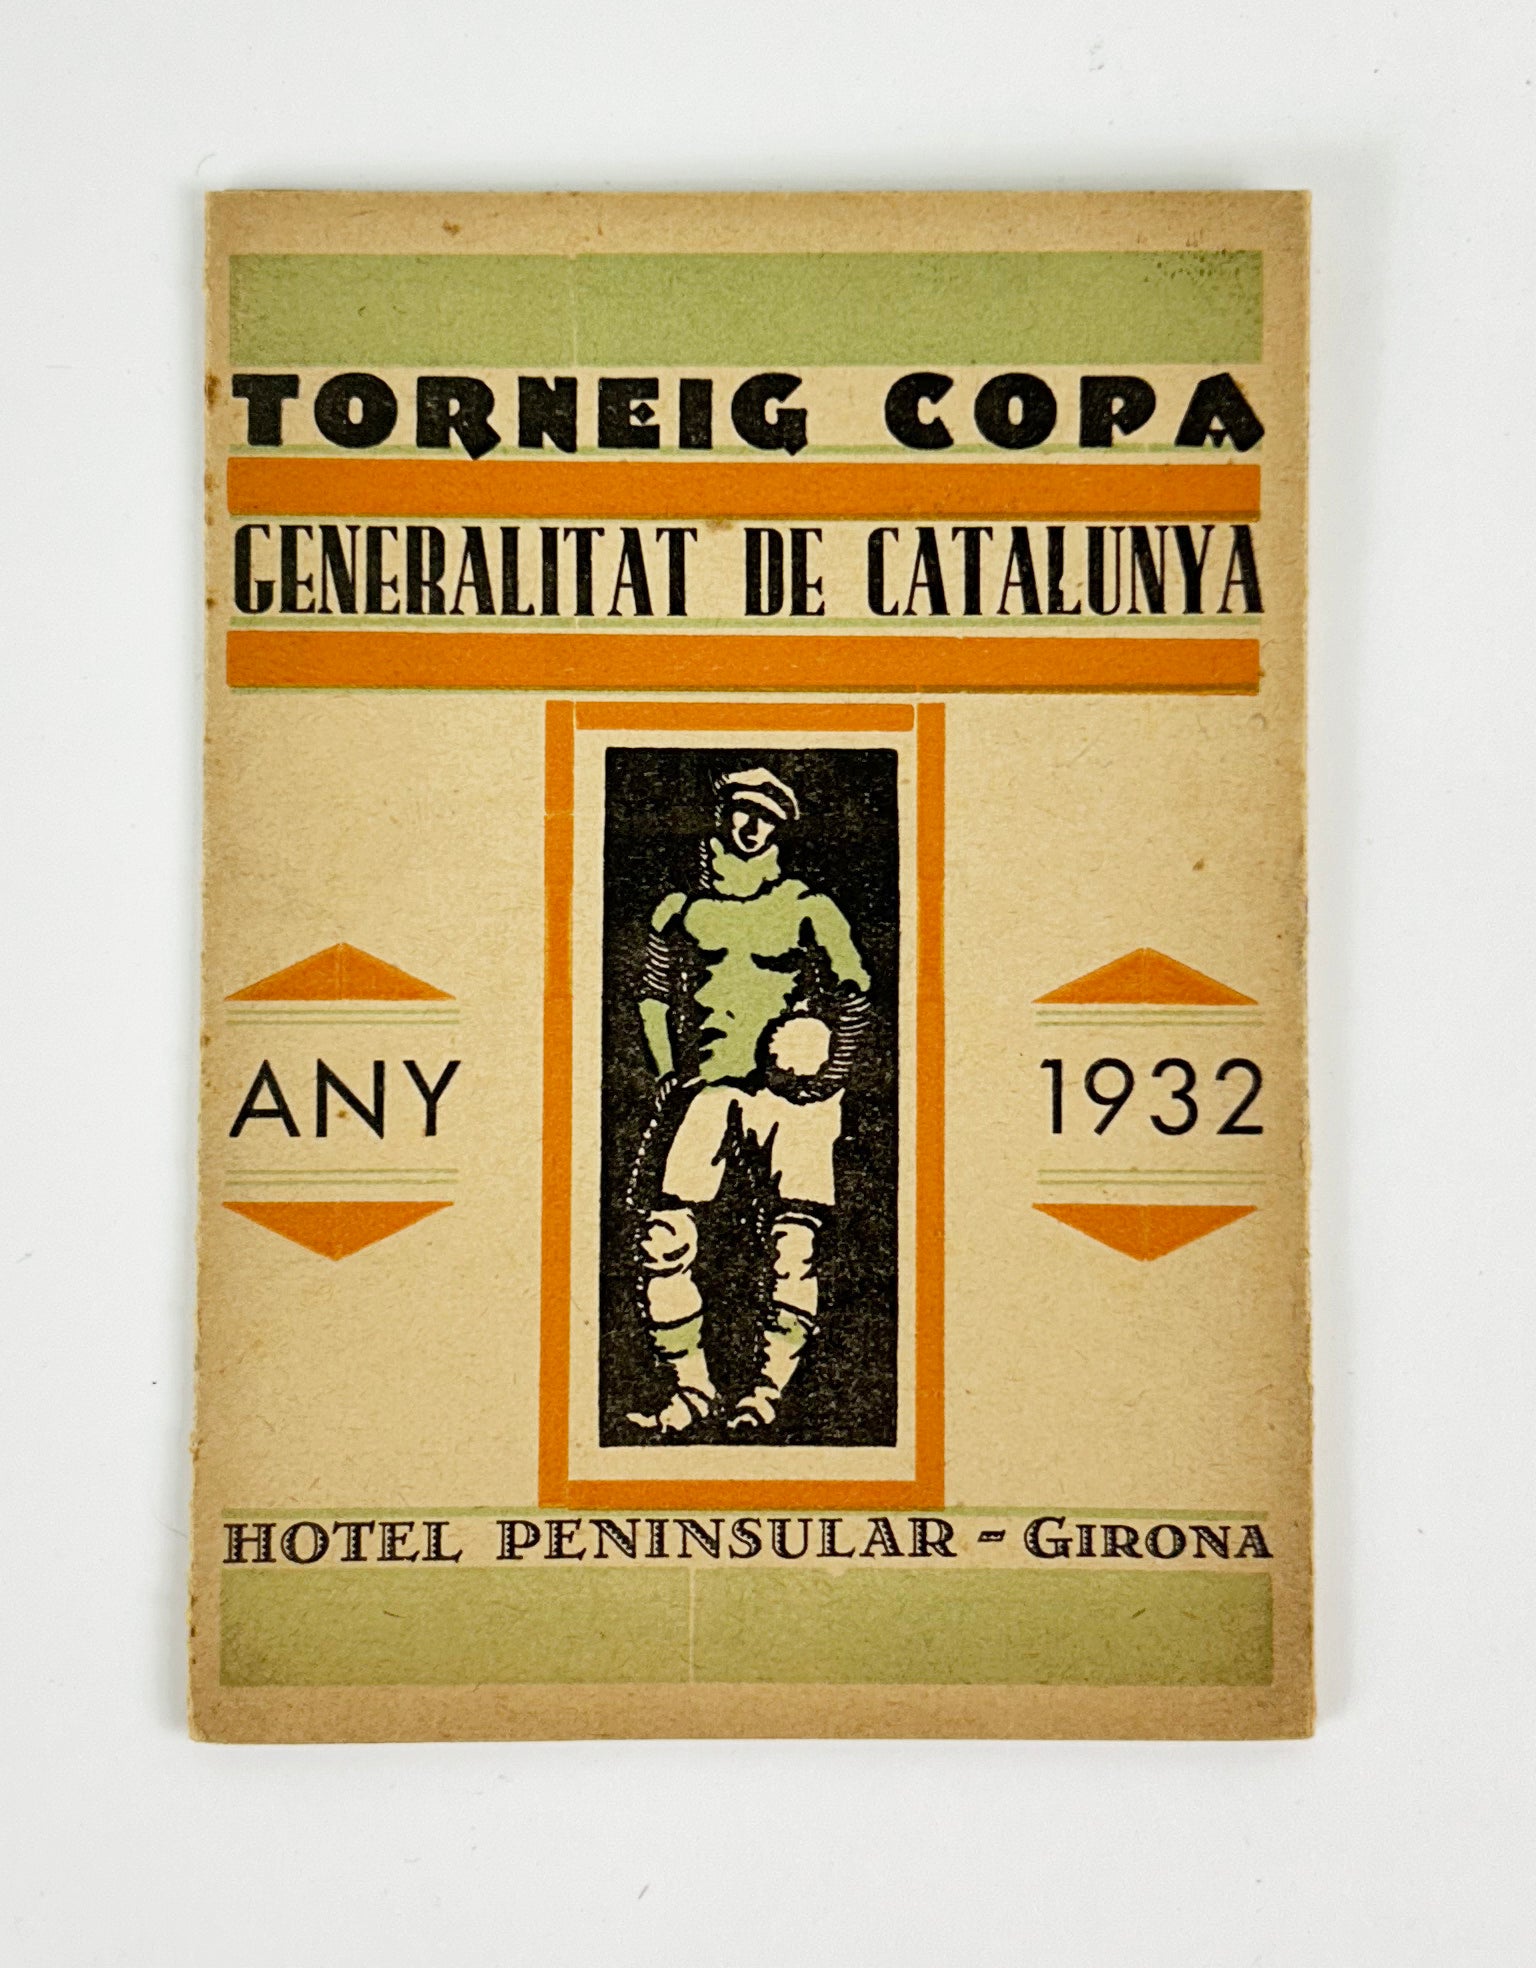 TORNEIG COPA
GENERALITAT DE CATALUNYA
ANY 1932
HOTEL PENINSULAR - GIRONA